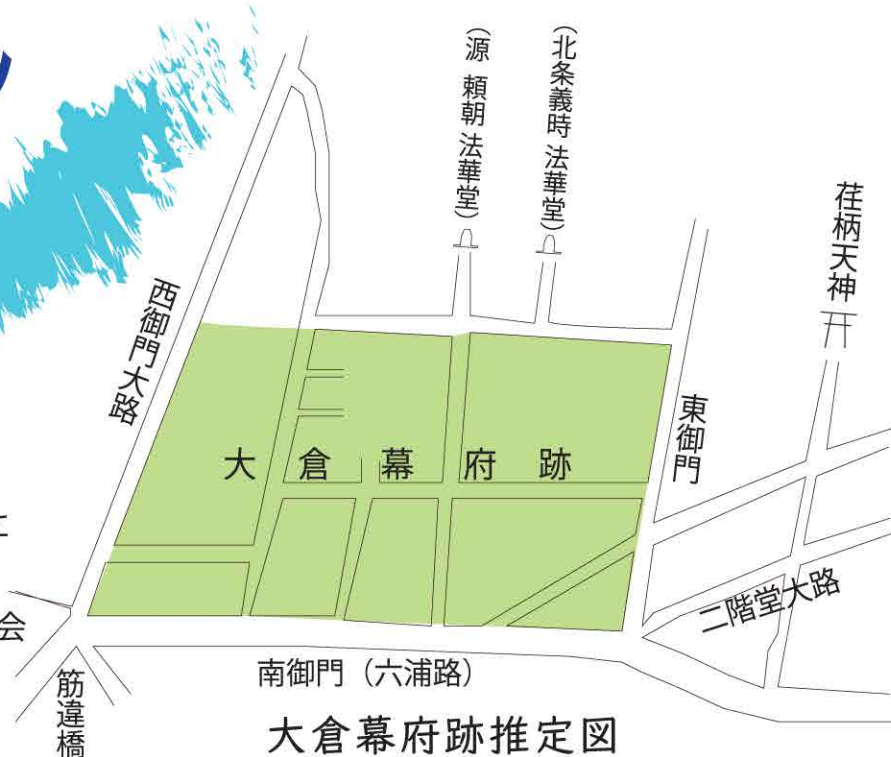 (源 頼朝 法華堂)
(北条義時 法華堂)
荏柄天神
西御門大路
東御門
大倉幕府跡
会
二階堂大路
南御門（六浦路）
筋違橋
大倉幕府跡推定図